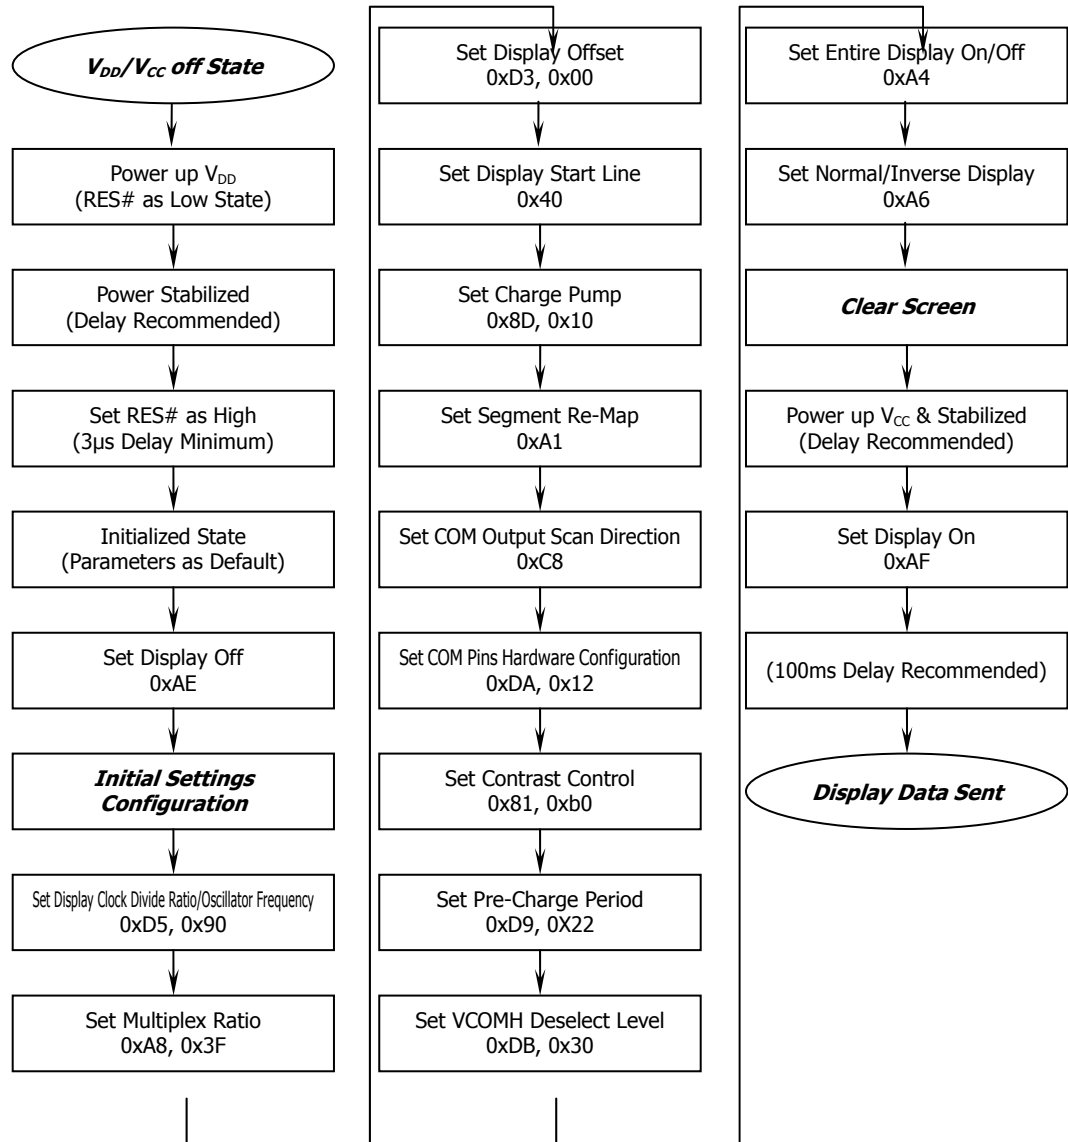 V_DD/V_CC off State
Power up V_DD
(RES# as Low State)
Power Stabilized
(Delay Recommended)
Set RES# as High
(3μs Delay Minimum)
Initialized State
(Parameters as Default)
Set Display Off
0xAE
Initial Settings
Configuration
Set Display Clock Divide Ratio/Oscillator Frequency
0xD5, 0x90
Set Multiplex Ratio
0xA8, 0x3F
Set Display Offset
0xD3, 0x00
Set Display Start Line
0x40
Set Charge Pump
0x8D, 0x10
Set Segment Re-Map
0xA1
Set COM Output Scan Direction
0xC8
Set COM Pins Hardware Configuration
0xDA, 0x12
Set Contrast Control
0x81, 0xb0
Set Pre-Charge Period
0xD9, 0X22
Set VCOMH Deselect Level
0xDB, 0x30
Set Entire Display On/Off
0xA4
Set Normal/Inverse Display
0xA6
Clear Screen
Power up V_CC & Stabilized
(Delay Recommended)
Set Display On
0xAF
(100ms Delay Recommended)
Display Data Sent